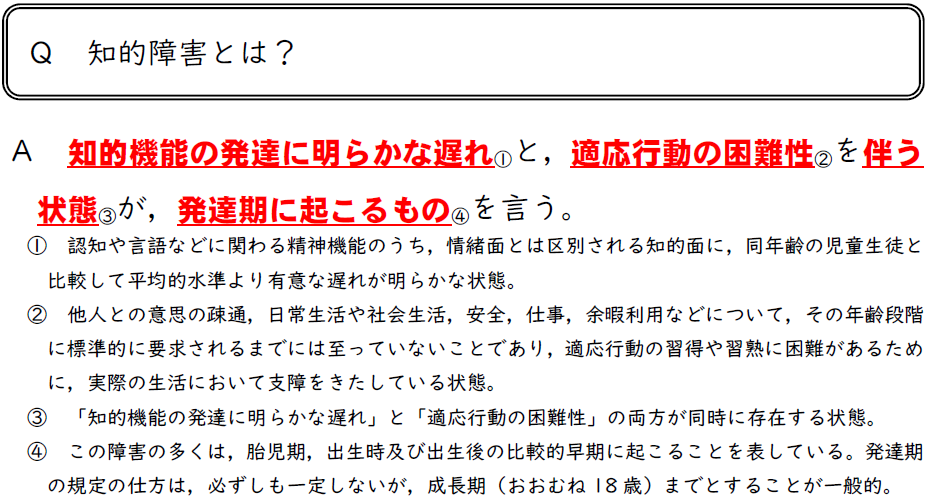 Q 知的障害とは？
A 知的機能の発達に明らかな遅れ①と，適応行動の困難性②を伴う
状態③が，発達期に起こるもの④を言う。
① 認知や言語などに関わる精神機能のうち，情緒面とは区別される知的面に，同年齢の児童生徒と
比較して平均的水準より有意な遅れが明らかな状態。
② 他人との意思の疎通，日常生活や社会生活，安全，仕事，余暇利用などについて，その年齢段階
に標準的に要求されるまでには至っていないことであり，適応行動の習得や習熟に困難があるため
に，実際の生活において支障をきたしている状態。
③ 「知的機能の発達に明らかな遅れ」と「適応行動の困難性」の両方が同時に存在する状態。
④ この障害の多くは，胎児期，出生時及び出生後の比較的早期に起こることを表している。発達期
の規定の仕方は，必ずしも一定しないが，成長期（おおむね 18 歳）までとすることが一般的。